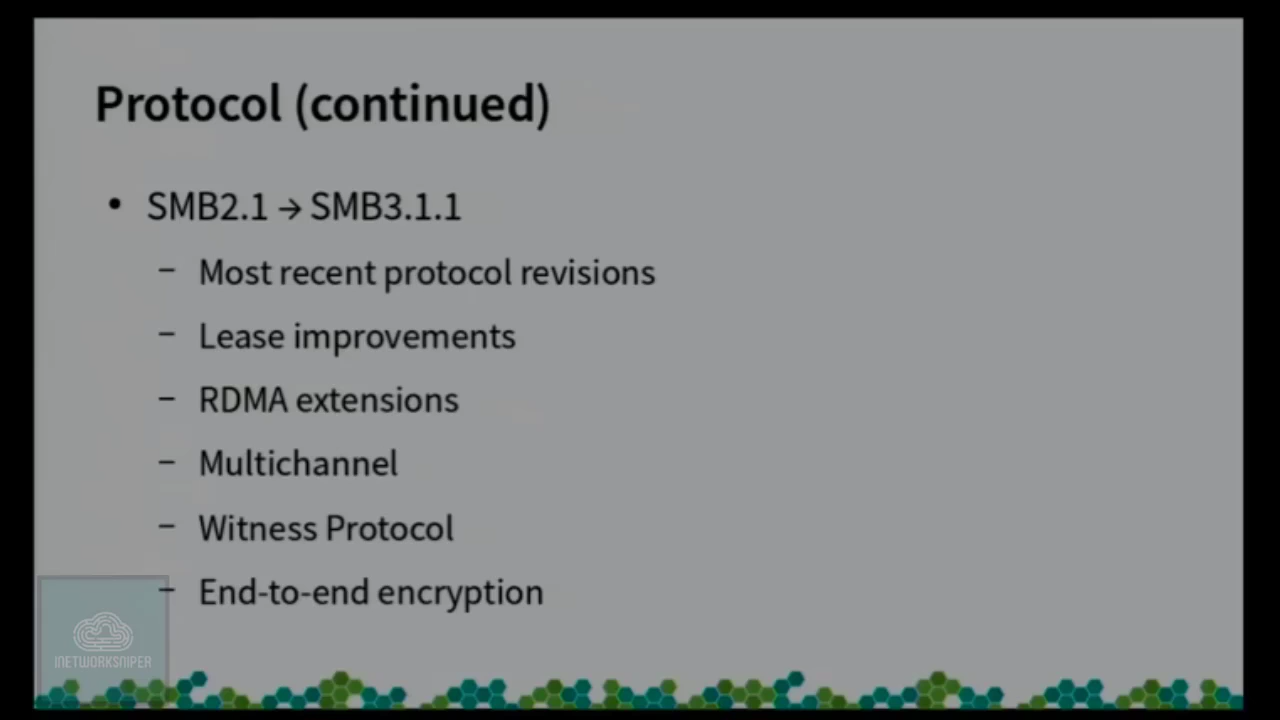 Protocol (continued)
• SMB2.1 → SMB3.1.1
– Most recent protocol revisions
– Lease improvements
– RDMA extensions
– Multichannel
– Witness Protocol
– End-to-end encryption
INETWORKSNIPER